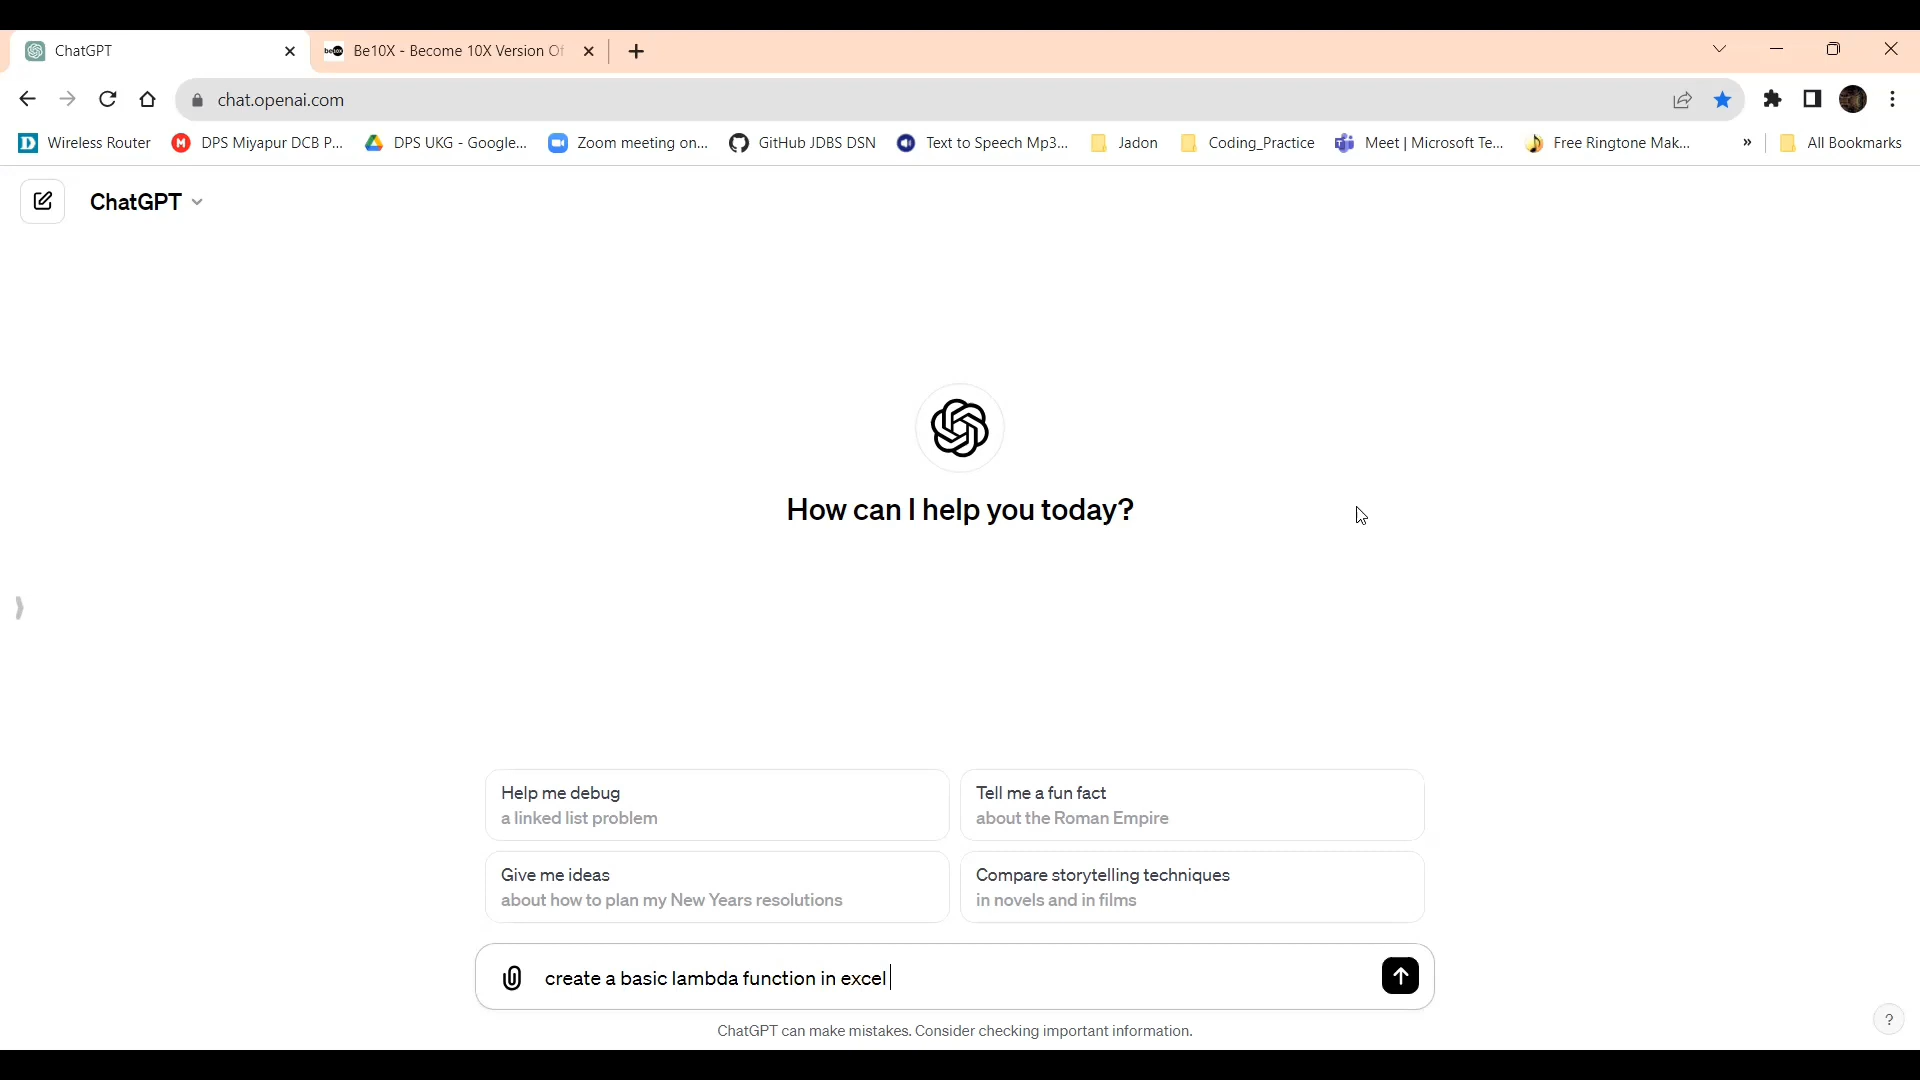 ChatGPT
be10x Be10X - Become 10X Version Of
chat.openai.com
D Wireless Router
M DPS Miyapur DCB P...
DPS UKG - Google...
Zoom meeting on...
GitHub JDBS DSN
Text to Speech Mp3...
Jadon
Coding_Practice
Meet | Microsoft Te...
Free Ringtone Mak...
»
All Bookmarks
ChatGPT
How can I help you today?
Help me debug
a linked list problem
Tell me a fun fact
about the Roman Empire
Give me ideas
about how to plan my New Years resolutions
Compare storytelling techniques
in novels and in films
create a basic lambda function in excel
ChatGPT can make mistakes. Consider checking important information.
?